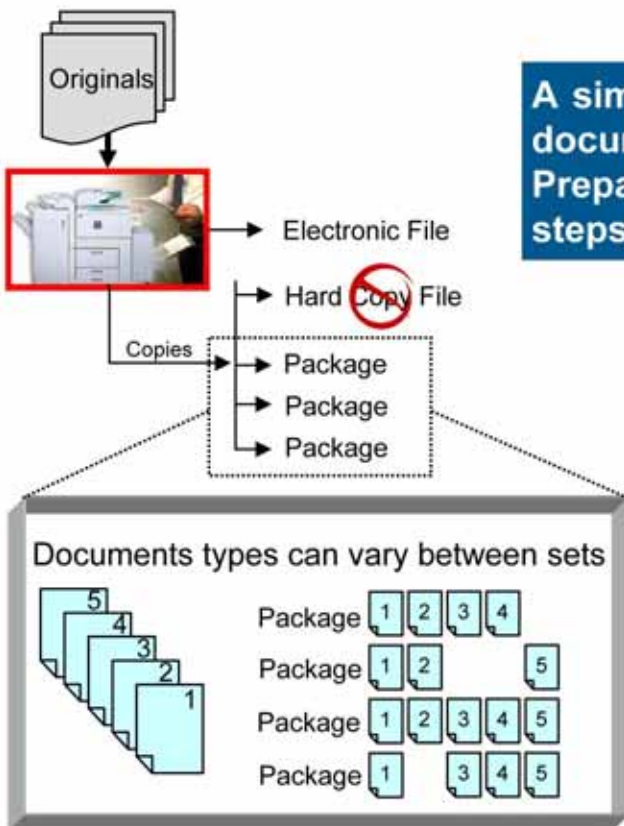 Originals
A sim
docu
Prepa
steps
Electronic File
Hard Copy File
Copies
Package
Package
Package
Documents types can vary between sets
5
4
3
2
1
Package 1 2 3 4
Package 1 2 5
Package 1 2 3 4 5
Package 1 3 4 5